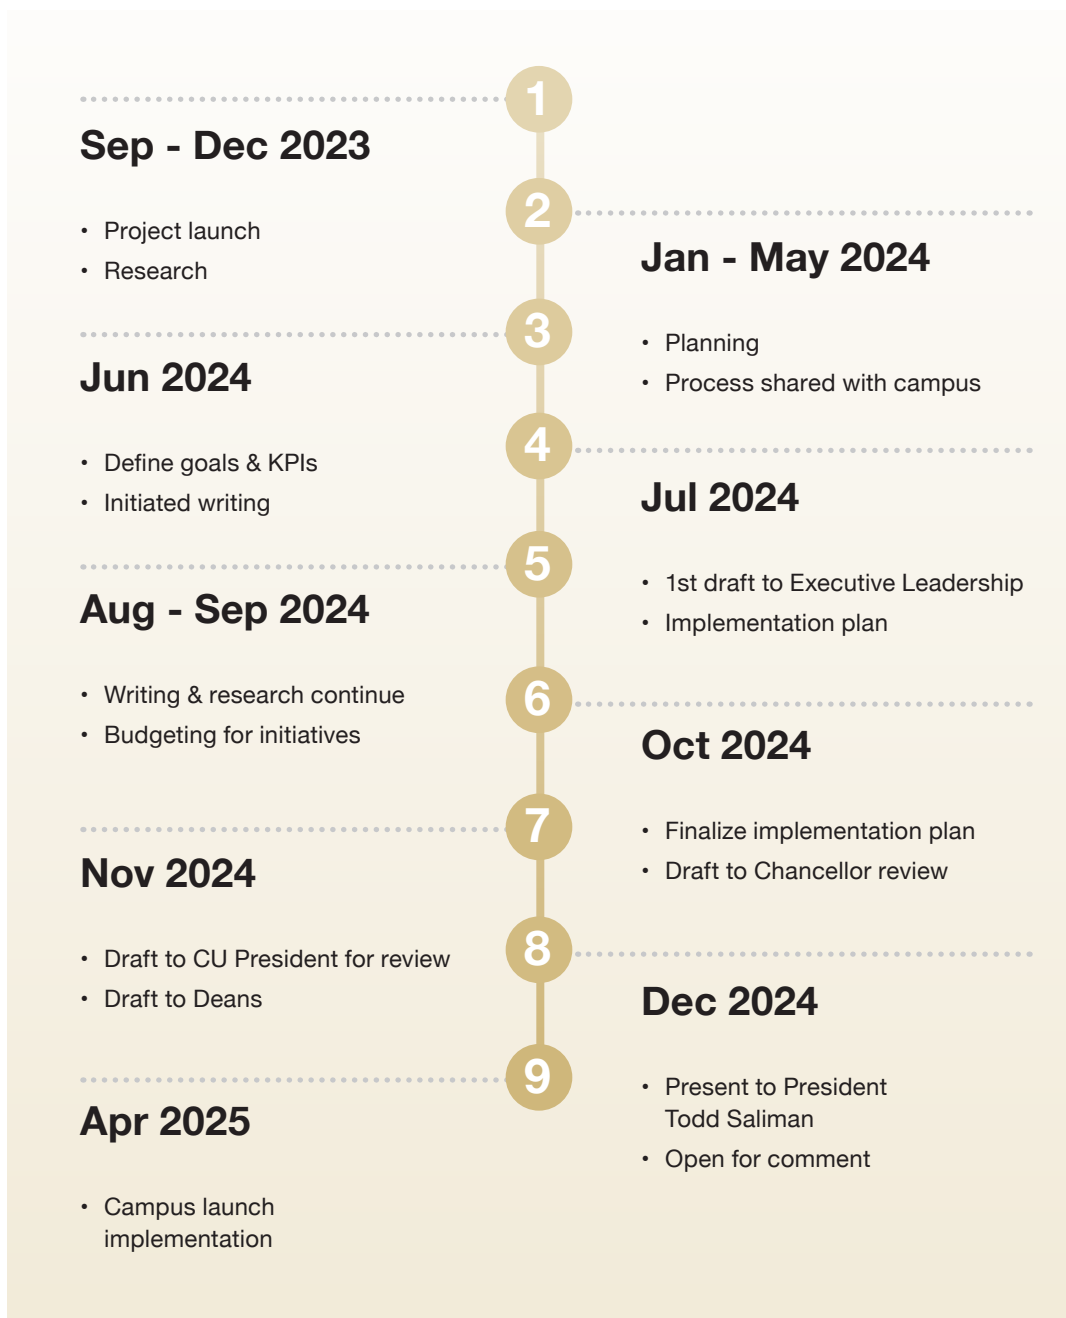 1
Sep - Dec 2023
• Project launch
• Research
2
Jan - May 2024
• Planning
• Process shared with campus
3
Jun 2024
• Define goals & KPIs
• Initiated writing
4
Jul 2024
• 1st draft to Executive Leadership
• Implementation plan
5
Aug - Sep 2024
• Writing & research continue
• Budgeting for initiatives
6
Oct 2024
• Finalize implementation plan
• Draft to Chancellor review
7
Nov 2024
• Draft to CU President for review
• Draft to Deans
8
Dec 2024
• Present to President
Todd Saliman
• Open for comment
9
Apr 2025
• Campus launch
implementation